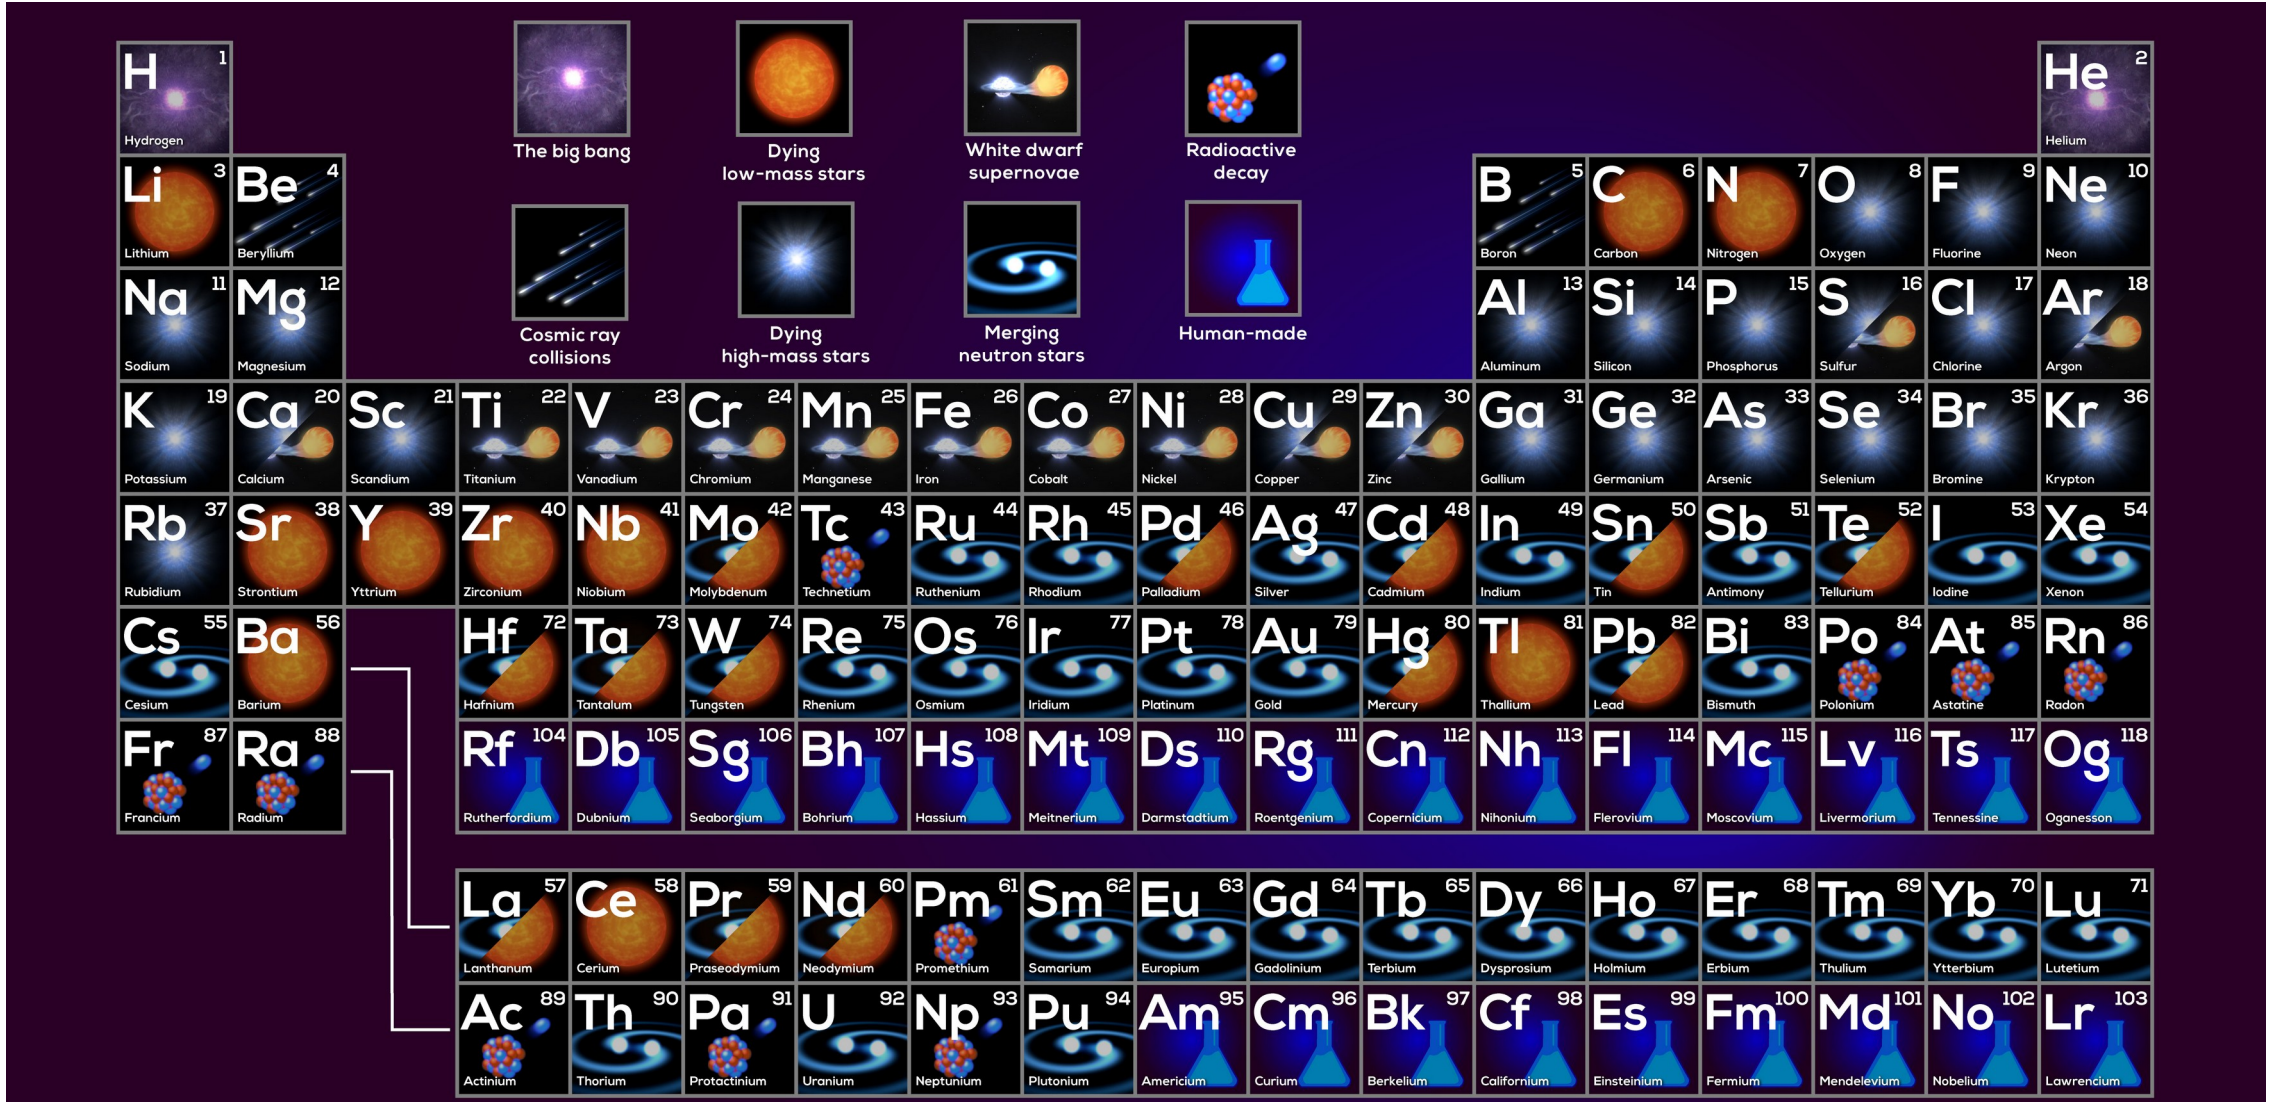 H 1
Hydrogen
He 2
Helium
The big bang
Dying
low-mass stars
White dwarf
supernovae
Radioactive
decay
Cosmic ray
collisions
Dying
high-mass stars
Merging
neutron stars
Human-made
Li 3 Be 4 B 5 C 6 N 7 O 8 F 9 Ne 10
Lithium Beryllium Boron Carbon Nitrogen Oxygen Fluorine Neon
Na 11 Mg 12 Al 13 Si 14 P 15 S 16 Cl 17 Ar 18
Sodium Magnesium Aluminum Silicon Phosphorus Sulfur Chlorine Argon
K 19 Ca 20 Sc 21 Ti 22 V 23 Cr 24 Mn 25 Fe 26 Co 27 Ni 28 Cu 29 Zn 30 Ga 31 Ge 32 As 33 Se 34 Br 35 Kr 36
Potassium Calcium Scandium Titanium Vanadium Chromium Manganese Iron Cobalt Nickel Copper Zinc Gallium Germanium Arsenic Selenium Bromine Krypton
Rb 37 Sr 38 Y 39 Zr 40 Nb 41 Mo 42 Tc 43 Ru 44 Rh 45 Pd 46 Ag 47 Cd 48 In 49 Sn 50 Sb 51 Te 52 I 53 Xe 54
Rubidium Strontium Yttrium Zirconium Niobium Molybdenum Technetium Ruthenium Rhodium Palladium Silver Cadmium Indium Tin Antimony Tellurium Iodine Xenon
Cs 55 Ba 56 Hf 72 Ta 73 W 74 Re 75 Os 76 Ir 77 Pt 78 Au 79 Hg 80 Tl 81 Pb 82 Bi 83 Po 84 At 85 Rn 86
Cesium Barium Hafnium Tantalum Tungsten Rhenium Osmium Iridium Platinum Gold Mercury Thallium Lead Bismuth Polonium Astatine Radon
Fr 87 Ra 88 Rf 104 Db 105 Sg 106 Bh 107 Hs 108 Mt 109 Ds 110 Rg 111 Cn 112 Nh 113 Fl 114 Mc 115 Lv 116 Ts 117 Og 118
Francium Radium Rutherfordium Dubnium Seaborgium Bohrium Hassium Meitnerium Darmstadtium Roentgenium Copernicium Nihonium Flerovium Moscovium Livermorium Tennessine Oganesson
La 57 Ce 58 Pr 59 Nd 60 Pm 61 Sm 62 Eu 63 Gd 64 Tb 65 Dy 66 Ho 67 Er 68 Tm 69 Yb 70 Lu 71
Lanthanum Cerium Praseodymium Neodymium Promethium Samarium Europium Gadolinium Terbium Dysprosium Holmium Erbium Thulium Ytterbium Lutetium
Ac 89 Th 90 Pa 91 U 92 Np 93 Pu 94 Am 95 Cm 96 Bk 97 Cf 98 Es 99 Fm 100 Md 101 No 102 Lr 103
Actinium Thorium Protactinium Uranium Neptunium Plutonium Americium Curium Berkelium Californium Einsteinium Fermium Mendelevium Nobelium Lawrencium